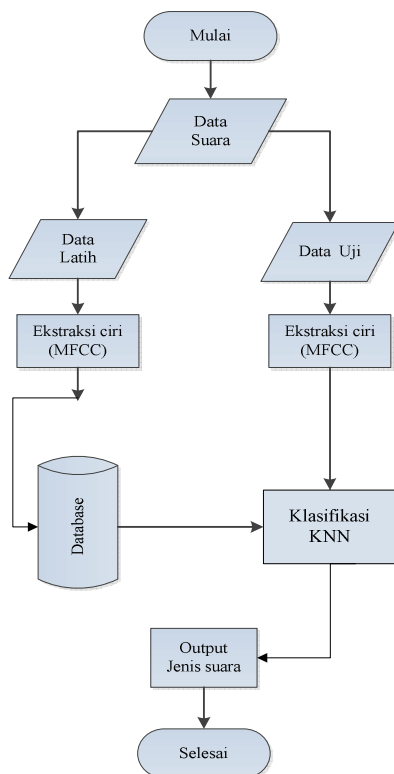 Mulai
Data
Suara
Data
Latih
Data Uji
Ekstraksi ciri
(MFCC)
Ekstraksi ciri
(MFCC)
Database
Klasifikasi
KNN
Output
Jenis suara
Selesai